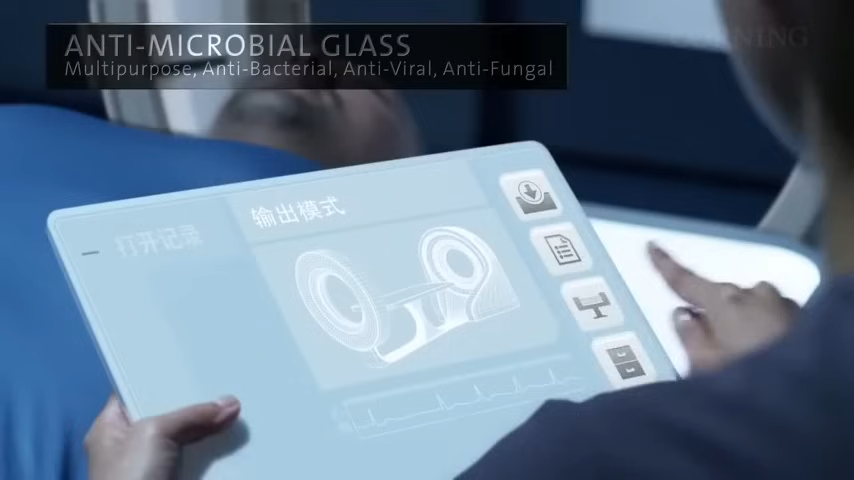 ANTI-MICROBIAL GLASS
Multipurpose, Anti-Bacterial, Anti-Viral, Anti-Fungal
输出模式
打开记录